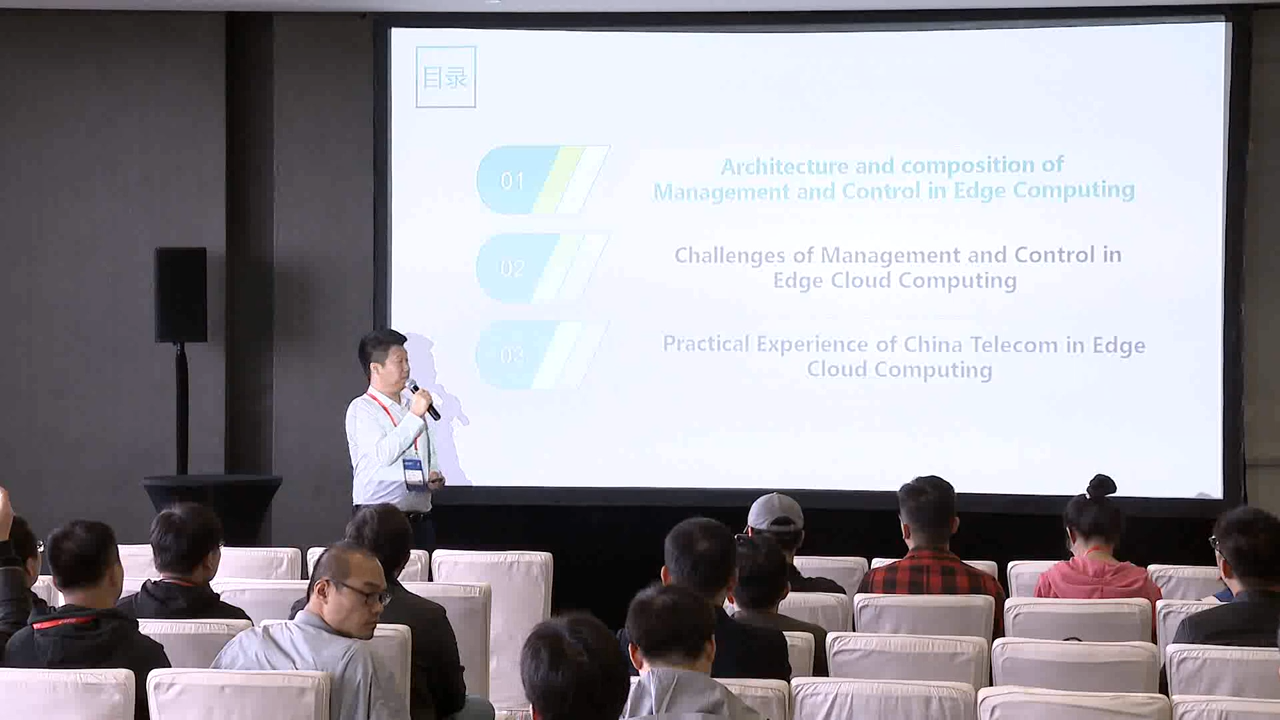 目录
01
Architecture and composition of
Management and Control in Edge Computing
02
Challenges of Management and Control in
Edge Cloud Computing
03
Practical Experience of China Telecom in Edge
Cloud Computing